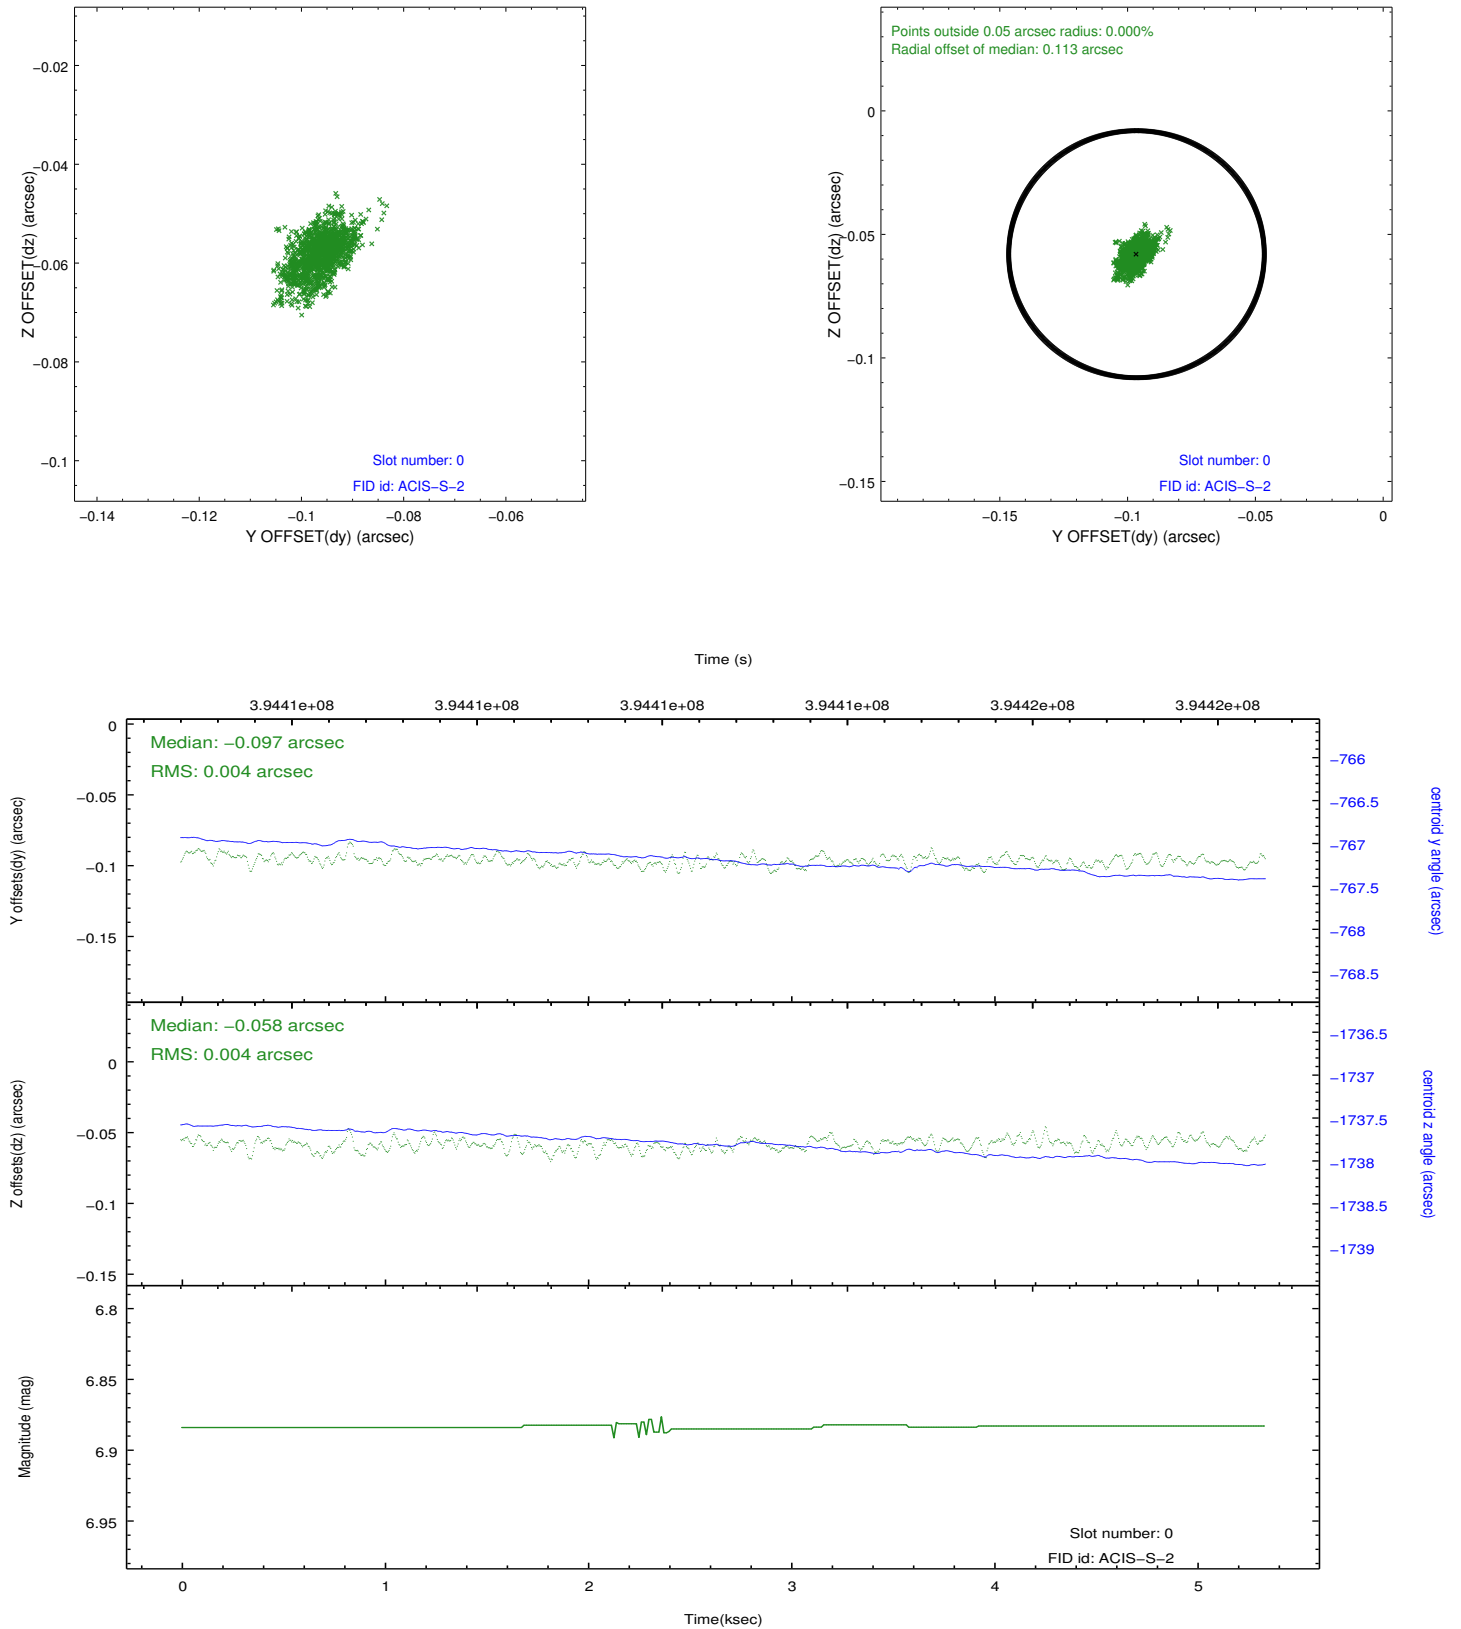 −0.02
−0.04
−0.06
−0.08
−0.1
Z OFFSET(dz) (arcsec)
Slot number: 0
FID id: ACIS−S−2
−0.14
−0.12
−0.1
−0.08
−0.06
Y OFFSET(dy) (arcsec)
Points outside 0.05 arcsec radius: 0.000%
Radial offset of median: 0.113 arcsec
0
−0.05
−0.1
−0.15
Z OFFSET(dz) (arcsec)
Slot number: 0
FID id: ACIS−S−2
−0.15
−0.1
−0.05
0
Y OFFSET(dy) (arcsec)
Time (s)
3.9441e+08
3.9441e+08
3.9441e+08
3.9441e+08
3.9442e+08
3.9442e+08
Median: −0.097 arcsec
RMS: 0.004 arcsec
0
−0.05
−0.1
−0.15
Y offsets(dy) (arcsec)
−766
−766.5
−767
−767.5
−768
−768.5
centroid y angle (arcsec)
Median: −0.058 arcsec
RMS: 0.004 arcsec
0
−0.05
−0.1
−0.15
Z offsets(dz) (arcsec)
−1736.5
−1737
−1737.5
−1738
−1738.5
−1739
centroid z angle (arcsec)
6.8
6.85
6.9
6.95
Magnitude (mag)
Slot number: 0
FID id: ACIS−S−2
0
1
2
3
4
5
Time(ksec)